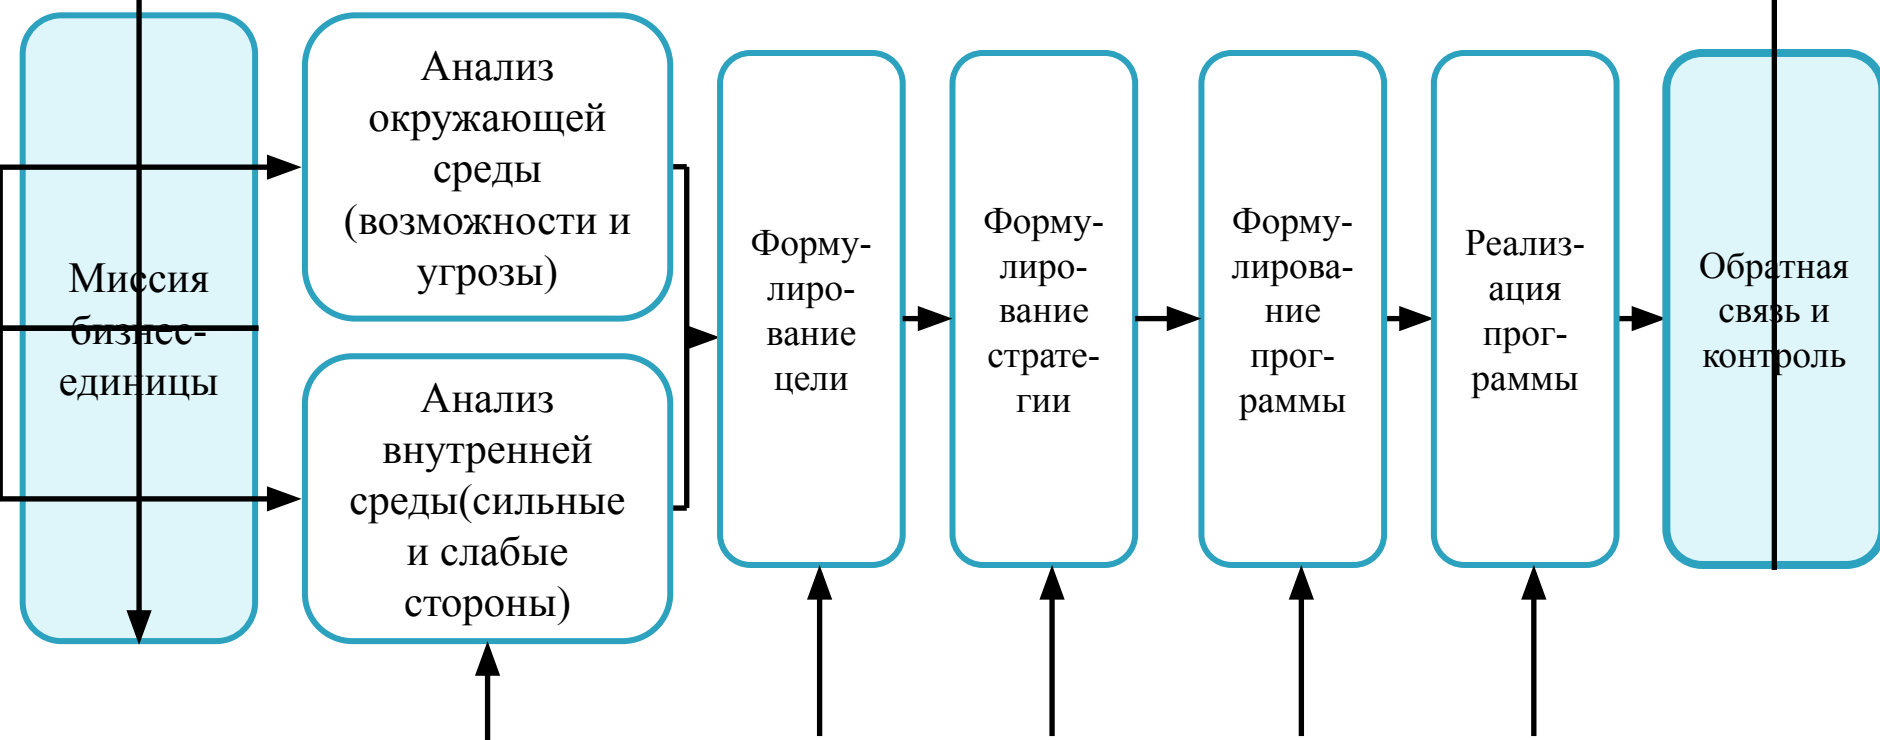 Миссия
бизнес-
единицы
Анализ
окружающей
среды
(возможности и
угрозы)
Анализ
внутренней
среды(сильные
и слабые
стороны)
Форму-
лиро-
вание
цели
Форму-
лиро-
вание
страте-
гии
Форму-
лирова-
ние
прог-
раммы
Реализ-
ация
прог-
раммы
Обратная
связь и
контроль